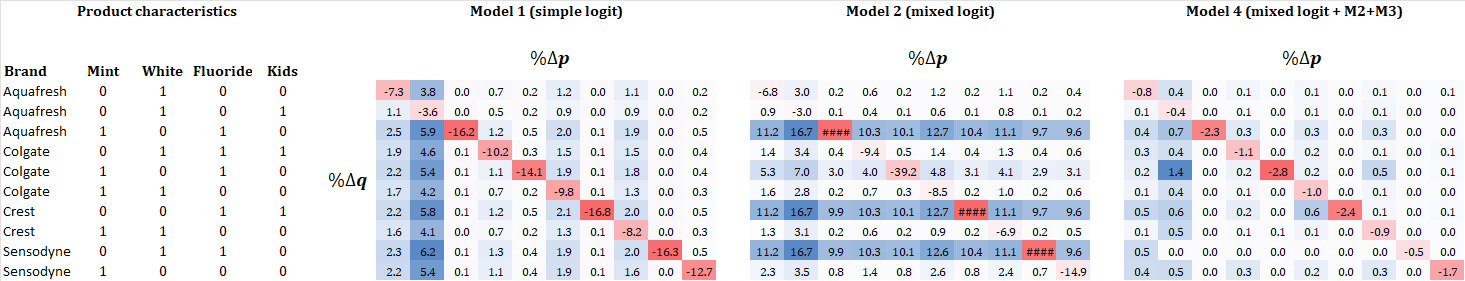 Product characteristics Model 1 (simple logit) Model 2 (mixed logit) Model 4 (mixed logit + M2+M3)
%Δp %Δp %Δp
Brand Mint White Fluoride Kids
Aquafresh 0 1 0 0 -7.3 3.8 0.0 0.7 0.2 1.2 0.0 1.1 0.0 0.2 -6.8 3.0 0.2 0.6 0.2 1.2 0.2 1.1 0.2 0.4 -0.8 0.4 0.0 0.1 0.0 0.1 0.0 0.1 0.0 0.1
Aquafresh 0 1 0 1 1.1 -3.6 0.0 0.5 0.2 0.9 0.0 0.9 0.0 0.2 0.9 -3.0 0.1 0.4 0.1 0.6 0.1 0.8 0.1 0.2 0.1 -0.4 0.0 0.1 0.0 0.1 0.0 0.1 0.0 0.0
Aquafresh 1 0 1 0 2.5 5.9 -16.2 1.2 0.5 2.0 0.1 1.9 0.0 0.5 11.2 16.7 #### 10.3 10.1 12.7 10.4 11.1 9.7 9.6 0.4 0.7 -2.3 0.3 0.0 0.3 0.0 0.3 0.0 0.1
Colgate 0 1 1 1 1.9 4.6 0.1 -10.2 0.3 1.5 0.1 1.5 0.0 0.4 1.4 3.4 0.4 -9.4 0.5 1.4 0.4 1.3 0.4 0.6 0.3 0.4 0.0 -1.1 0.0 0.2 0.0 0.1 0.0 0.1
Colgate 1 0 1 0 2.2 5.4 0.1 1.1 -14.1 1.9 0.1 1.8 0.0 0.4 5.3 7.0 3.0 4.0 -39.2 4.8 3.1 4.1 2.9 3.1 0.2 1.4 0.0 0.2 -2.8 0.2 0.0 0.5 0.0 0.1
%Δq
Colgate 1 1 0 0 1.7 4.2 0.1 0.7 0.2 -9.8 0.1 1.3 0.0 0.3 1.6 2.8 0.2 0.7 0.3 -8.5 0.2 1.0 0.2 0.6 0.1 0.4 0.0 0.1 0.0 -1.0 0.0 0.1 0.0 0.0
Crest 0 0 1 1 2.2 5.8 0.1 1.2 0.5 2.1 -16.8 2.0 0.0 0.5 11.2 16.7 9.9 10.3 10.1 12.7 #### 11.1 9.7 9.6 0.5 0.6 0.0 0.2 0.0 0.6 -2.4 0.1 0.0 0.1
Crest 1 1 0 0 1.6 4.1 0.0 0.7 0.2 1.3 0.1 -8.2 0.0 0.3 1.3 3.1 0.2 0.6 0.2 0.9 0.2 -6.9 0.2 0.5 0.1 0.5 0.0 0.1 0.0 0.1 0.0 -0.9 0.0 0.1
Sensodyne 0 1 1 0 2.3 6.2 0.1 1.3 0.4 1.9 0.1 1.6 -16.3 0.5 11.2 16.7 9.9 10.3 10.1 12.6 10.4 11.1 #### 9.6 0.0 0.0 0.0 0.0 0.0 0.0 0.0 0.0 -0.5 0.0
Sensodyne 1 0 0 0 2.2 5.4 0.1 1.1 0.4 1.9 0.1 1.6 0.0 -12.7 2.3 3.5 0.8 1.4 0.8 2.6 0.8 2.4 0.7 -14.9 0.4 0.5 0.0 0.3 0.0 0.2 0.0 0.3 0.0 -1.7